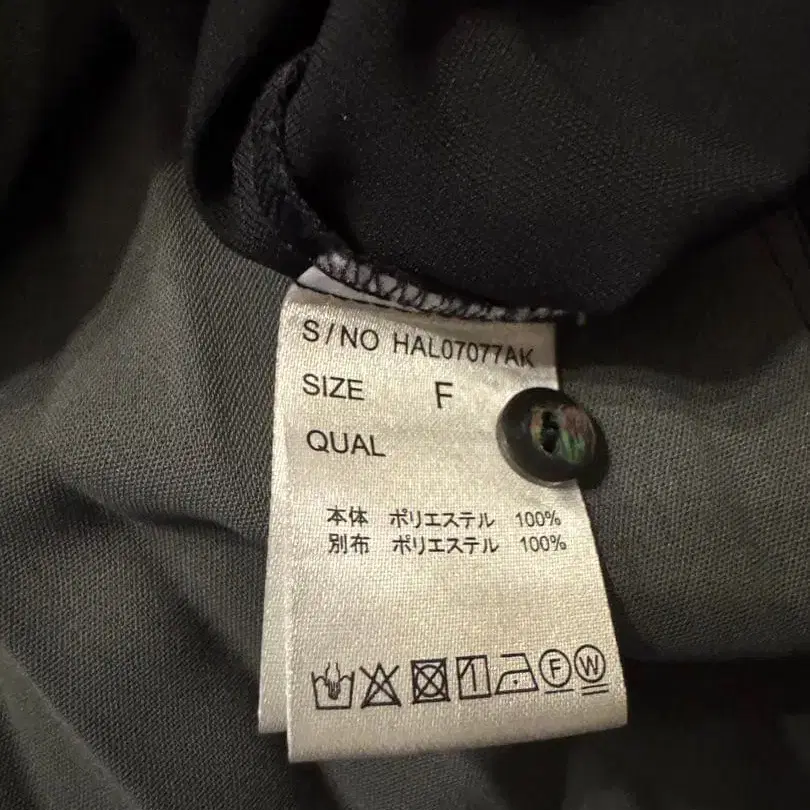 S/NO HAL07077AK
SIZE F
QUAL
本体 ポリエステル 100%
別布 ポリエステル 100%
F W